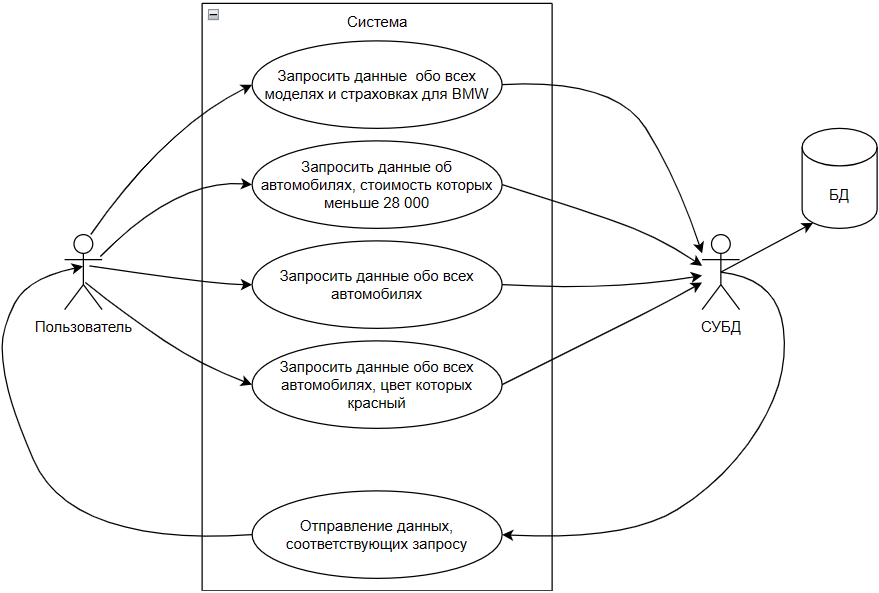 Система
Запросить данные  обо всех
моделях и страховках для BMW
Запросить данные об
автомобилях, стоимость которых
меньше 28 000
БД
Запросить данные обо всех
автомобилях
Пользователь
СУБД
Запросить данные обо всех
автомобилях, цвет которых
красный
Отправление данных,
соответствующих запросу